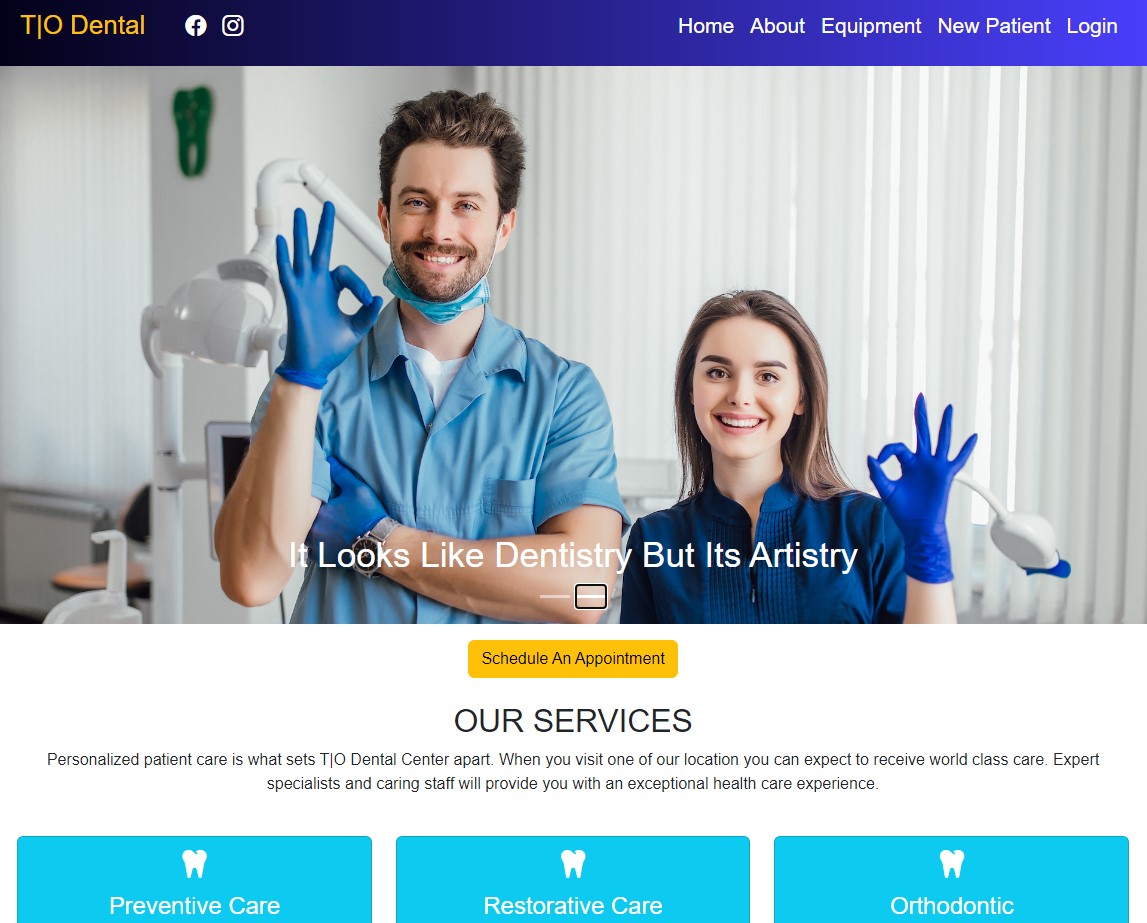 T|O Dental
Home About Equipment New Patient Login
It Looks Like Dentistry But Its Artistry
Schedule An Appointment
OUR SERVICES
Personalized patient care is what sets T|O Dental Center apart. When you visit one of our location you can expect to receive world class care. Expert
specialists and caring staff will provide you with an exceptional health care experience.
Preventive Care
Restorative Care
Orthodontic